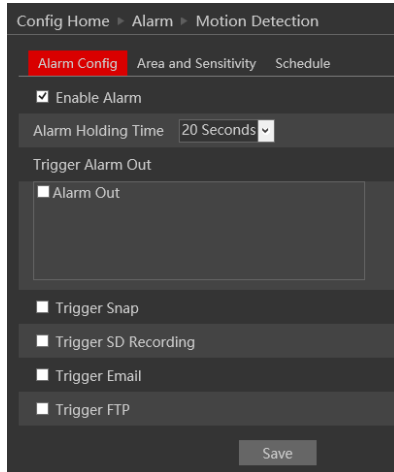 Config Home ▶ Alarm ▶ Motion Detection
Alarm Config Area and Sensitivity Schedule
Enable Alarm
Alarm Holding Time 20 Seconds
Trigger Alarm Out
Alarm Out
Trigger Snap
Trigger SD Recording
Trigger Email
Trigger FTP
Save